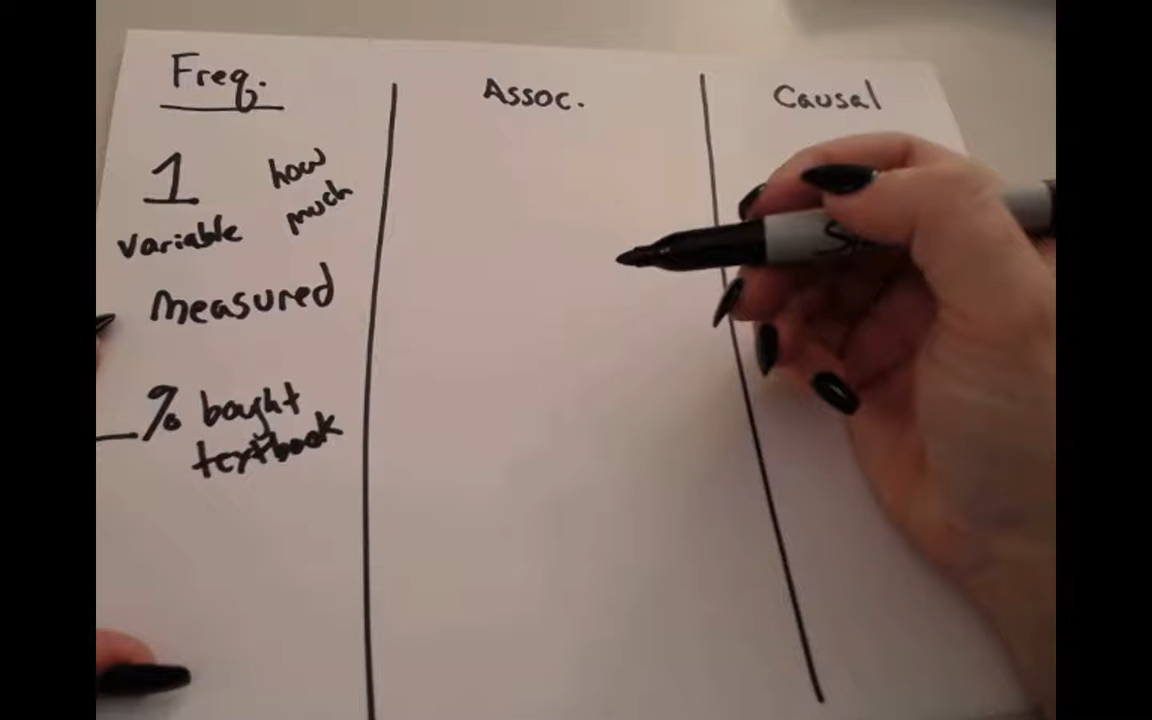 Freq.
Assoc.
Causal
1
variable
how
much
measured
_% bought
textbook